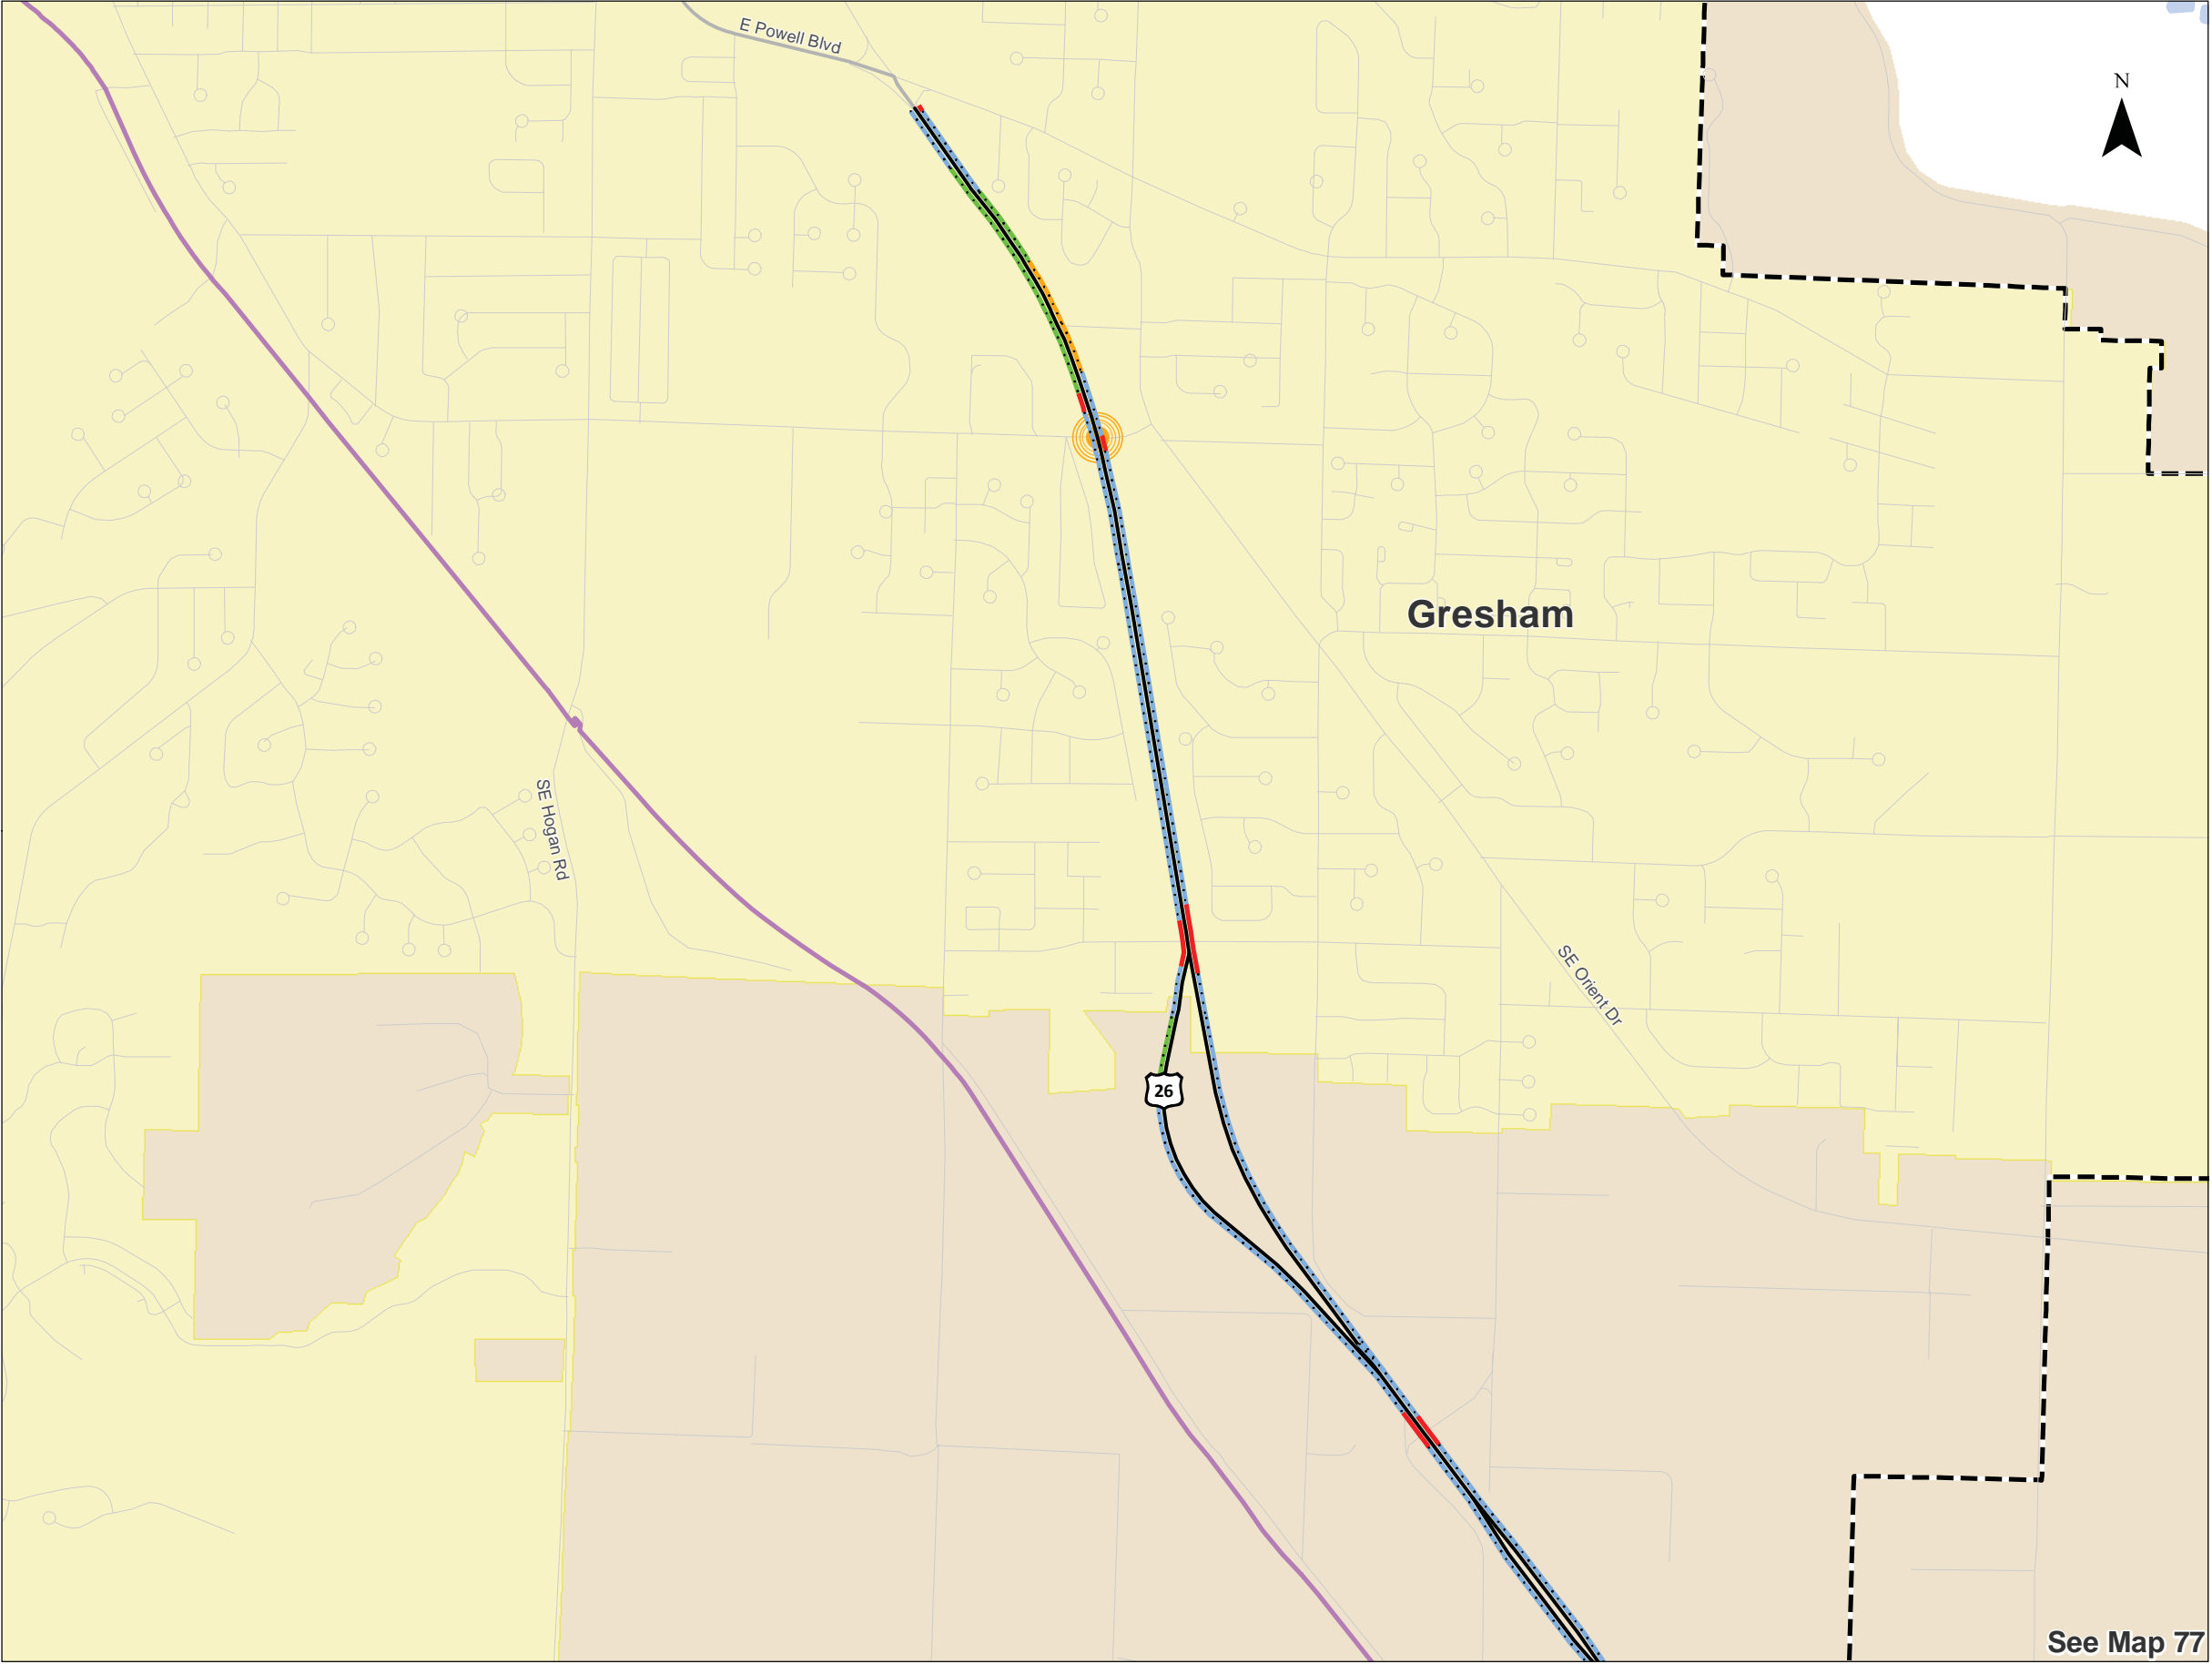 E Powell Blvd
N
Gresham
SE Hogan Rd
SE Orient Dr
26
See Map 77